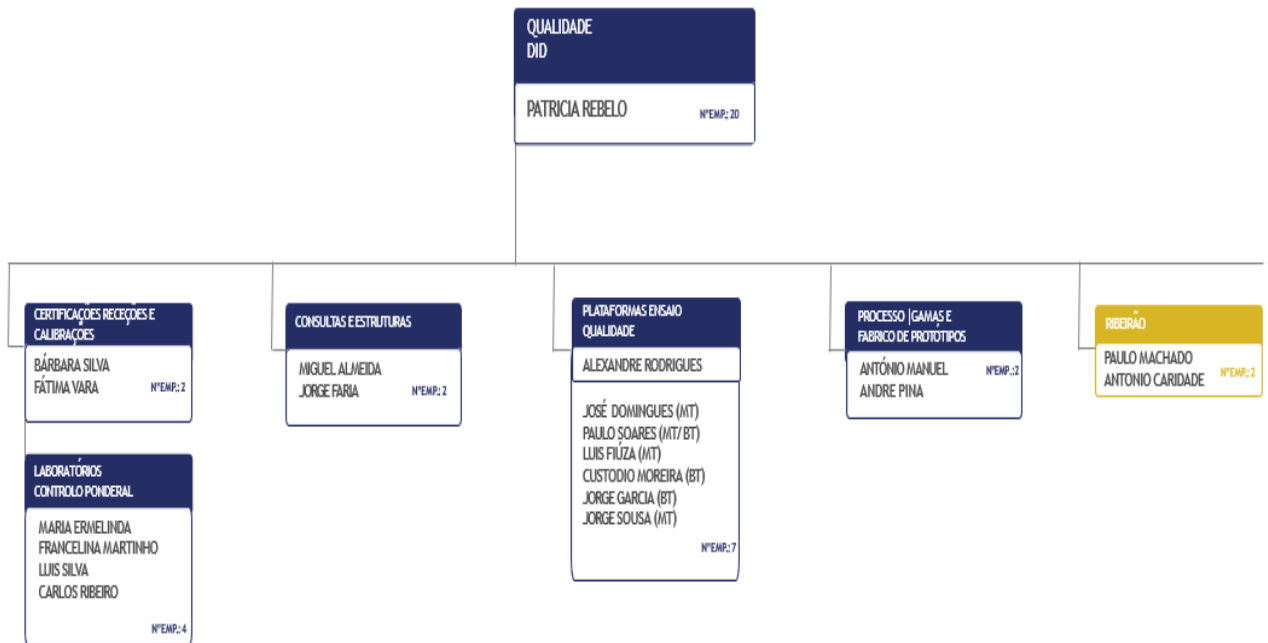 QUALIDADE
DID
PATRICIA REBELO
NºEMP.: 20
CERTIFICAÇÕES RECEÇÕES E
CALIBRAÇÕES
BÁRBARA SILVA
FÁTIMA VARA
NºEMP.: 2
LABORATÓRIOS
CONTROLO PONDERAL
MARIA ERMELINDA
FRANCELINA MARTINHO
LUIS SILVA
CARLOS RIBEIRO
NºEMP.: 4
CONSULTAS E ESTRUTURAS
MIGUEL ALMEIDA
JORGE FARIA
NºEMP.: 2
PLATAFORMAS ENSAIO
QUALIDADE
ALEXANDRE RODRIGUES
JOSÉ DOMINGUES (MT)
PAULO SOARES (MT/ BT)
LUIS FIÚZA (MT)
CUSTODIO MOREIRA (BT)
JORGE GARCIA (BT)
JORGE SOUSA (MT)
NºEMP.: 7
PROCESSO |GAMAS E
FABRICO DE PROTÓTIPOS
ANTÓNIO MANUEL
NºEMP.:2
ANDRE PINA
RIBEIRÃO
PAULO MACHADO
ANTONIO CARIDADE
NºEMP.: 2